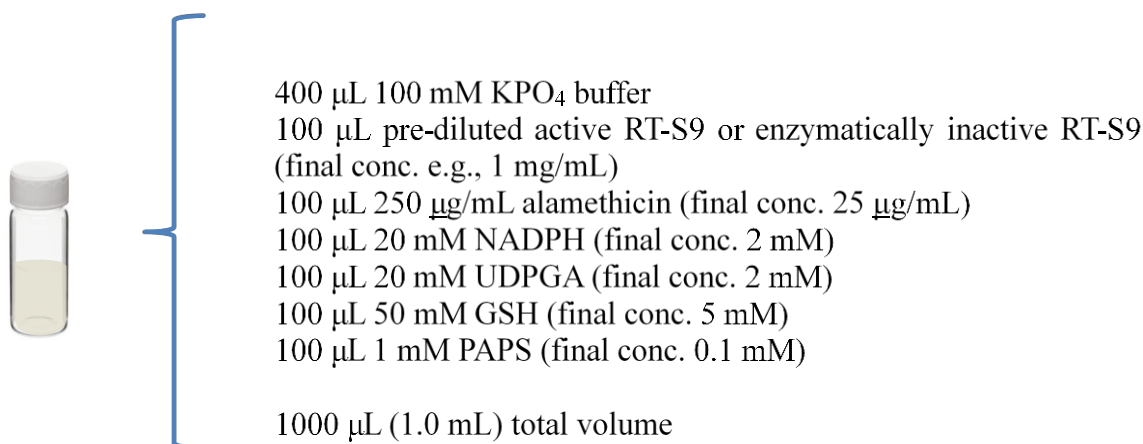 400 μL 100 mM KPO₄ buffer
100 μL pre-diluted active RT-S9 or enzymatically inactive RT-S9
(final conc. e.g., 1 mg/mL)
100 μL 250 μg/mL alamethicin (final conc. 25 μg/mL)
100 μL 20 mM NADPH (final conc. 2 mM)
100 μL 20 mM UDPGA (final conc. 2 mM)
100 μL 50 mM GSH (final conc. 5 mM)
100 μL 1 mM PAPS (final conc. 0.1 mM)
1000 μL (1.0 mL) total volume